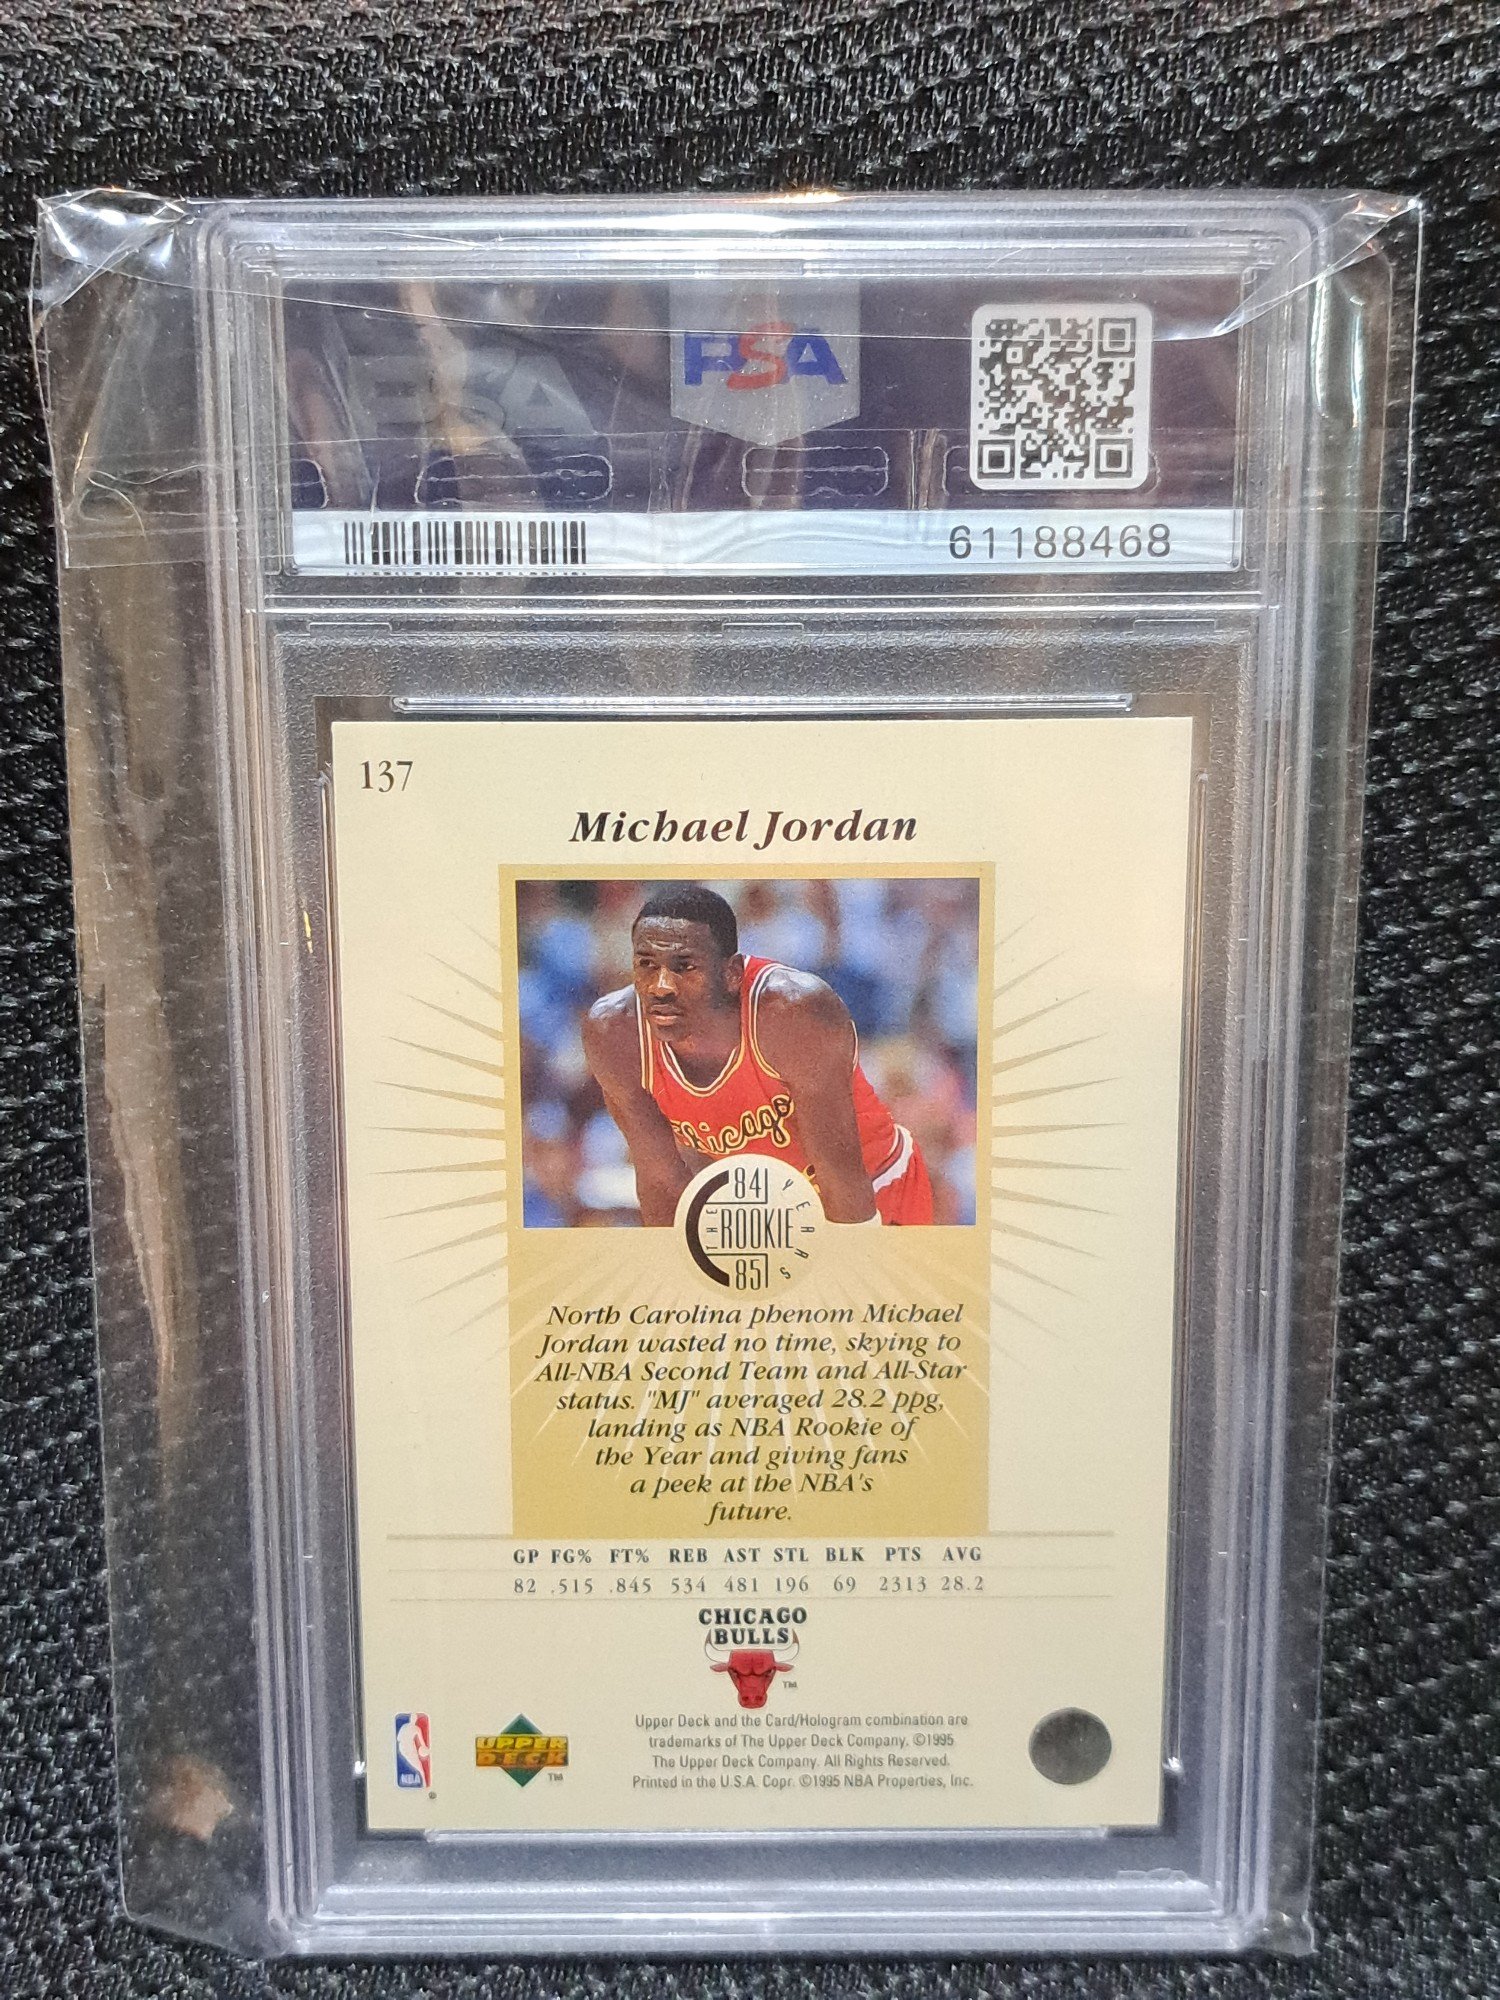 PSA
61188468
137
Michael Jordan
Chicago
84
THE ROOKIE YEARS
85
North Carolina phenom Michael
Jordan wasted no time, skying to
All-NBA Second Team and All-Star
status. "MJ" averaged 28.2 ppg,
landing as NBA Rookie of
the Year and giving fans
a peek at the NBA's
future.
GP FG% FT% REB AST STL BLK PTS AVG
82 .515 .845 534 481 196 69 2313 28.2
CHICAGO
BULLS
TM
NBA ®
UPPER
DECK
TM
Upper Deck and the Card/Hologram combination are
trademarks of The Upper Deck Company. ©1995
The Upper Deck Company. All Rights Reserved.
Printed in the U.S.A. Copr. ©1995 NBA Properties, Inc.